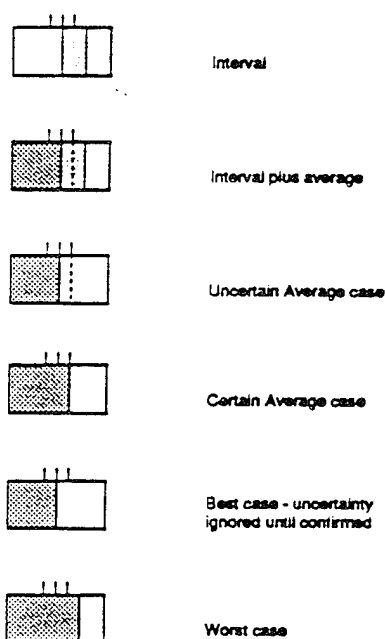 Interval
Interval plus average
Uncertain Average case
Certain Average case
Best case - uncertainty
ignored until confirmed
Worst case